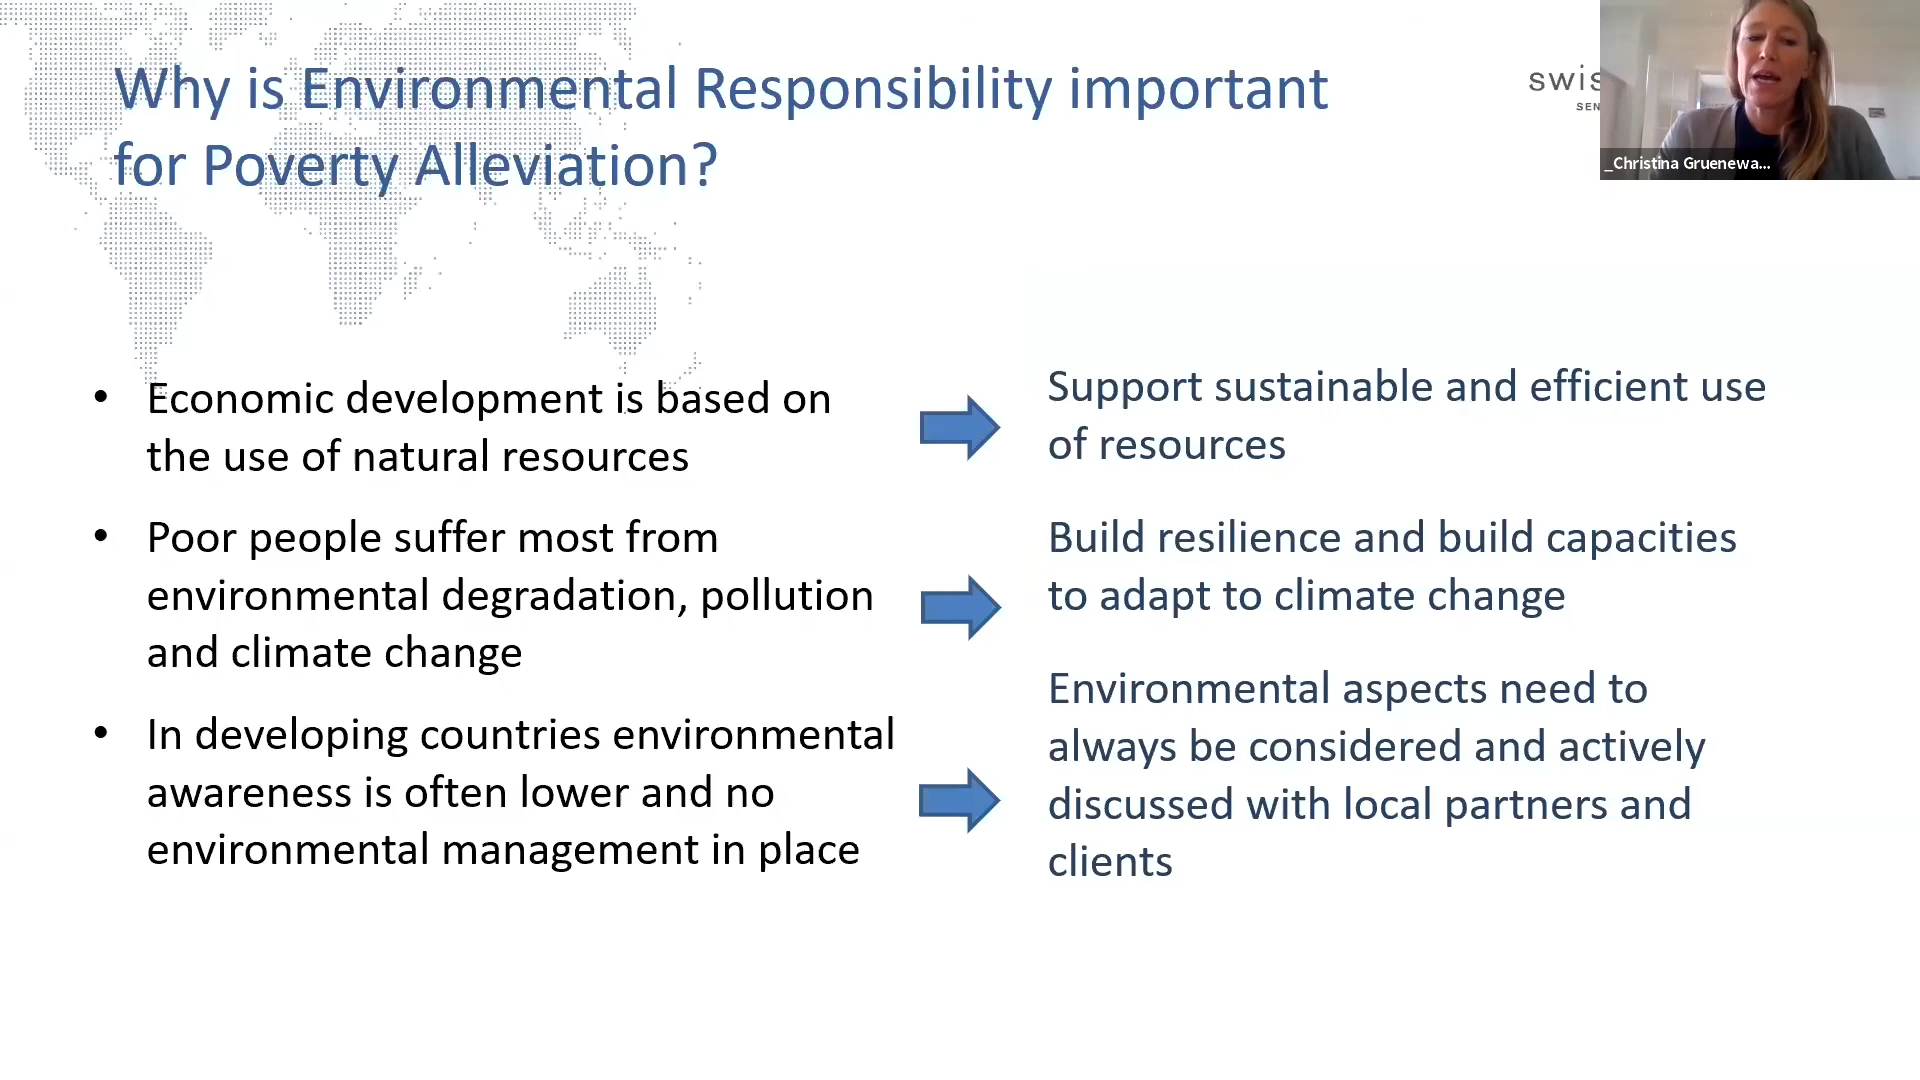 Why is Environmental Responsibility important
for Poverty Alleviation?
swis
SEN
_Christina Gruenewa...
• Economic development is based on
the use of natural resources
• Poor people suffer most from
environmental degradation, pollution
and climate change
• In developing countries environmental
awareness is often lower and no
environmental management in place
Support sustainable and efficient use
of resources
Build resilience and build capacities
to adapt to climate change
Environmental aspects need to
always be considered and actively
discussed with local partners and
clients